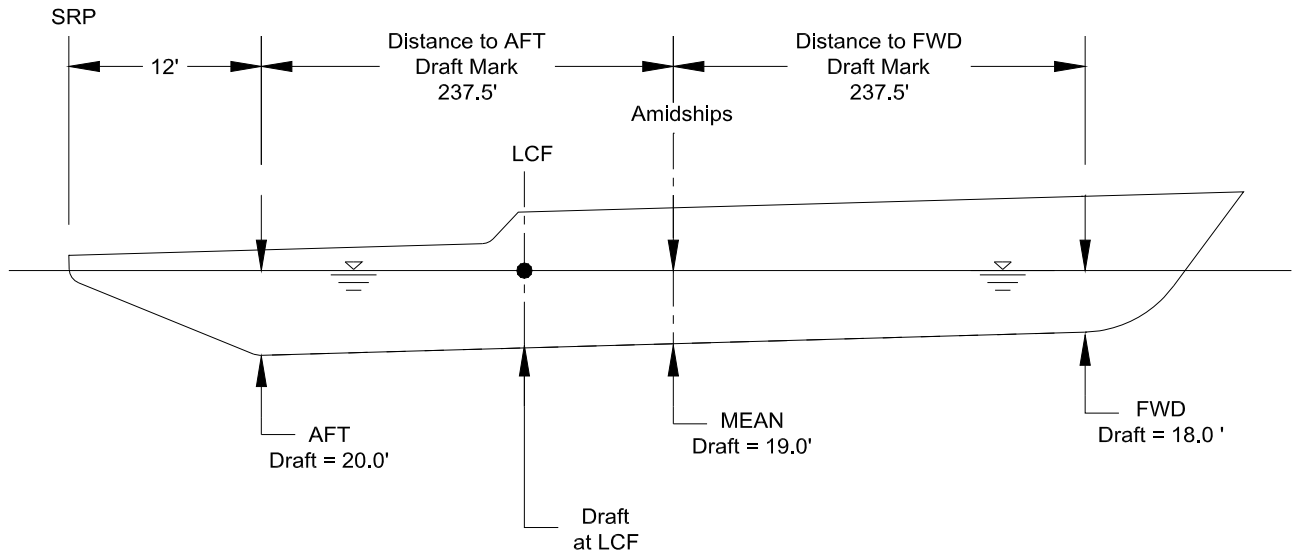 SRP
12'
Distance to AFT
Draft Mark
237.5'
Distance to FWD
Draft Mark
237.5'
Amidships
LCF
AFT
Draft = 20.0'
MEAN
Draft = 19.0'
FWD
Draft = 18.0 '
Draft
at LCF